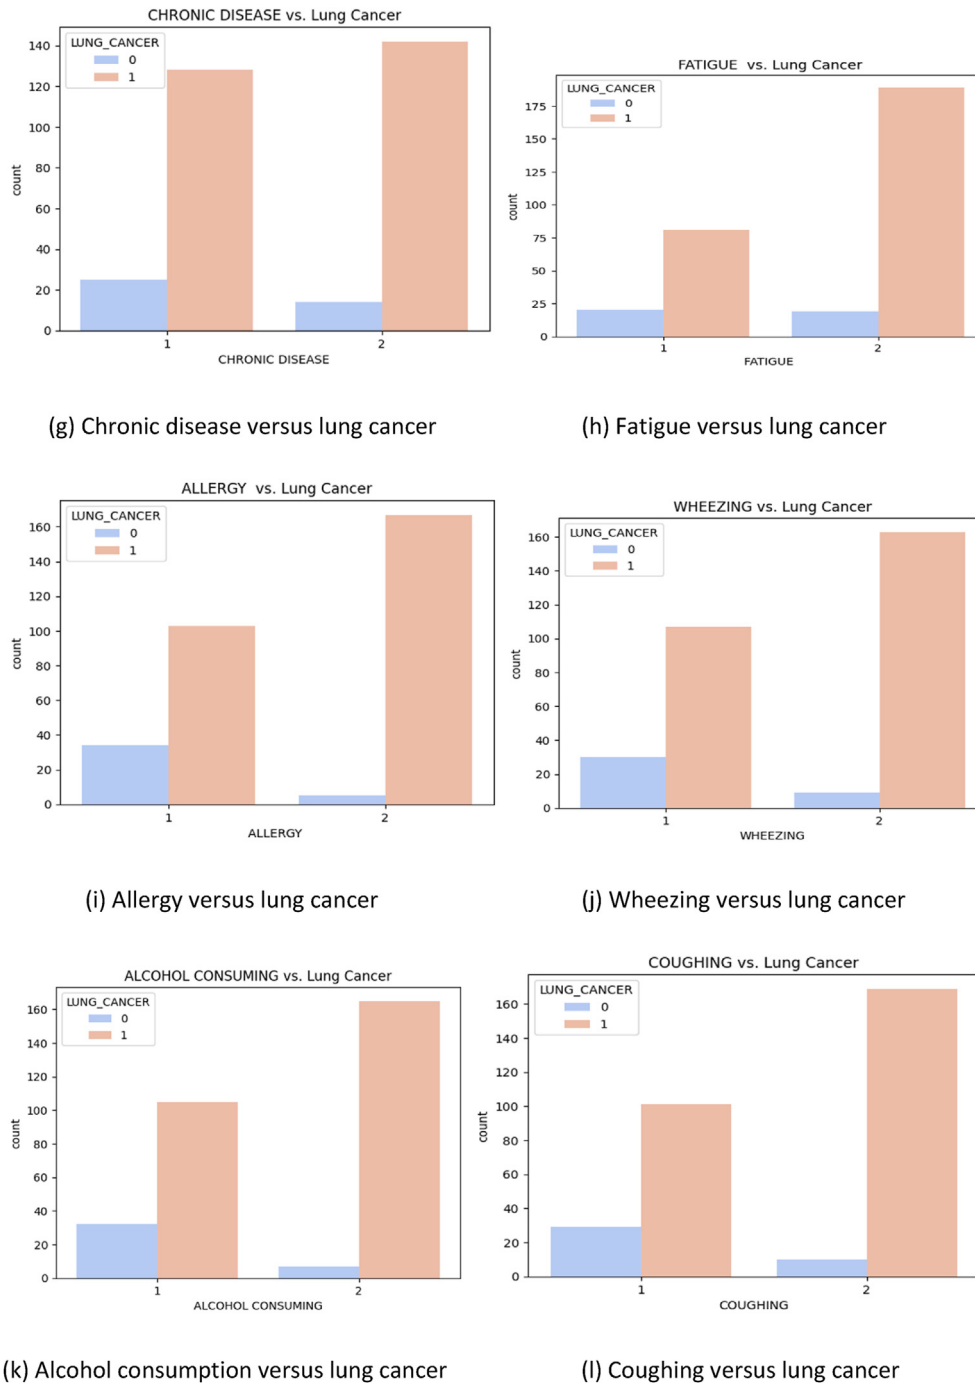 CHRONIC DISEASE vs. Lung Cancer
LUNG_CANCER
0
1
140
120
100
80
60
40
20
0
count
1
2
CHRONIC DISEASE
(g) Chronic disease versus lung cancer
FATIGUE vs. Lung Cancer
LUNG_CANCER
0
1
175
150
125
100
75
50
25
0
count
1
2
FATIGUE
(h) Fatigue versus lung cancer
ALLERGY vs. Lung Cancer
LUNG_CANCER
0
1
160
140
120
100
80
60
40
20
0
count
1
2
ALLERGY
(i) Allergy versus lung cancer
WHEEZING vs. Lung Cancer
LUNG_CANCER
0
1
160
140
120
100
80
60
40
20
0
count
1
2
WHEEZING
(j) Wheezing versus lung cancer
ALCOHOL CONSUMING vs. Lung Cancer
LUNG_CANCER
0
1
160
140
120
100
80
60
40
20
0
count
1
2
ALCOHOL CONSUMING
(k) Alcohol consumption versus lung cancer
COUGHING vs. Lung Cancer
LUNG_CANCER
0
1
160
140
120
100
80
60
40
20
0
count
1
2
COUGHING
(l) Coughing versus lung cancer